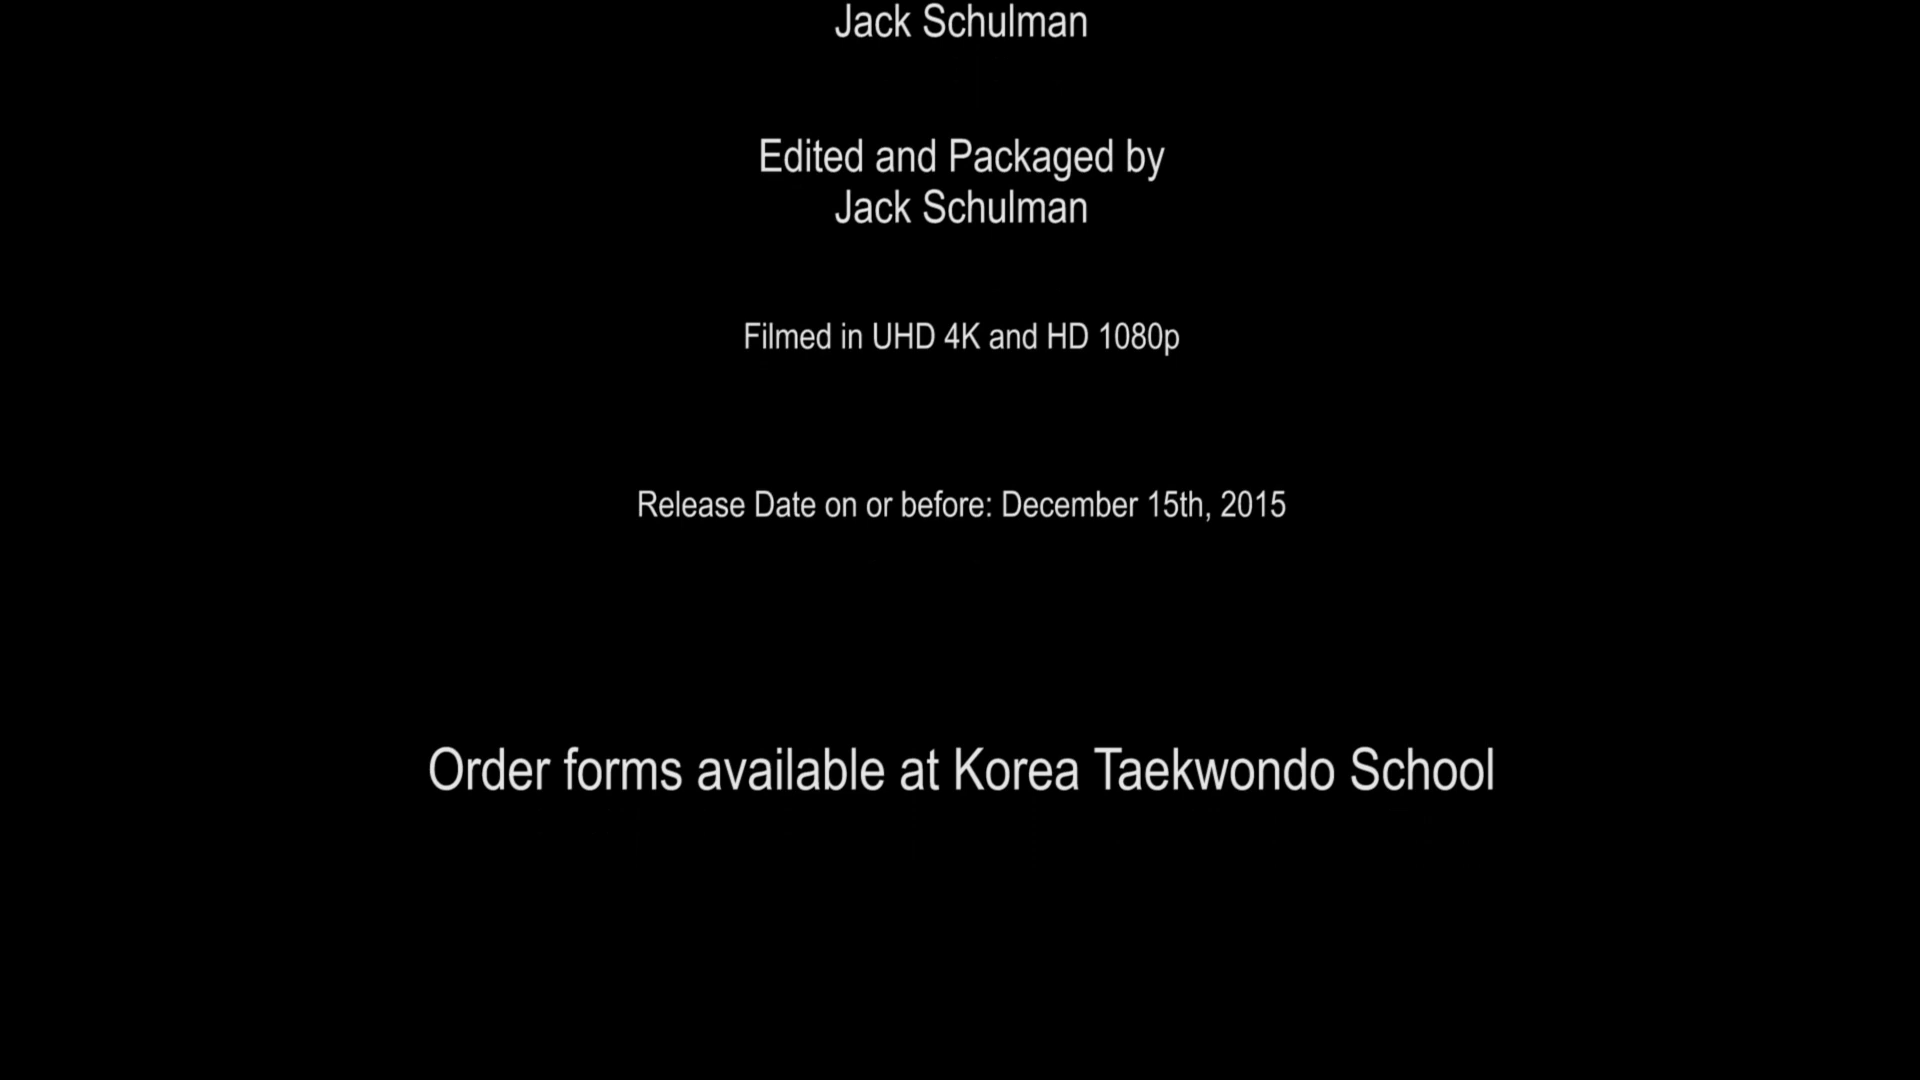 Jack Schulman
Edited and Packaged by
Jack Schulman
Filmed in UHD 4K and HD 1080p
Release Date on or before: December 15th, 2015
Order forms available at Korea Taekwondo School